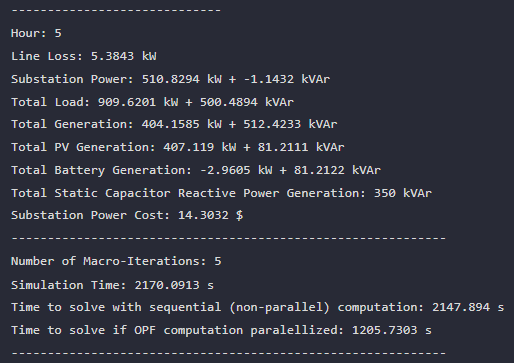 -----------------------------
Hour: 5
Line Loss: 5.3843 kW
Substation Power: 510.8294 kW + -1.1432 kVAr
Total Load: 909.6201 kW + 500.4894 kVAr
Total Generation: 404.1585 kW + 512.4233 kVAr
Total PV Generation: 407.119 kW + 81.2111 kVAr
Total Battery Generation: -2.9605 kW + 81.2122 kVAr
Total Static Capacitor Reactive Power Generation: 350 kVAr
Substation Power Cost: 14.3032 $
------------------------------------------------------------
Number of Macro-Iterations: 5
Simulation Time: 2170.0913 s
Time to solve with sequential (non-parallel) computation: 2147.894 s
Time to solve if OPF computation paralellized: 1205.7303 s
------------------------------------------------------------